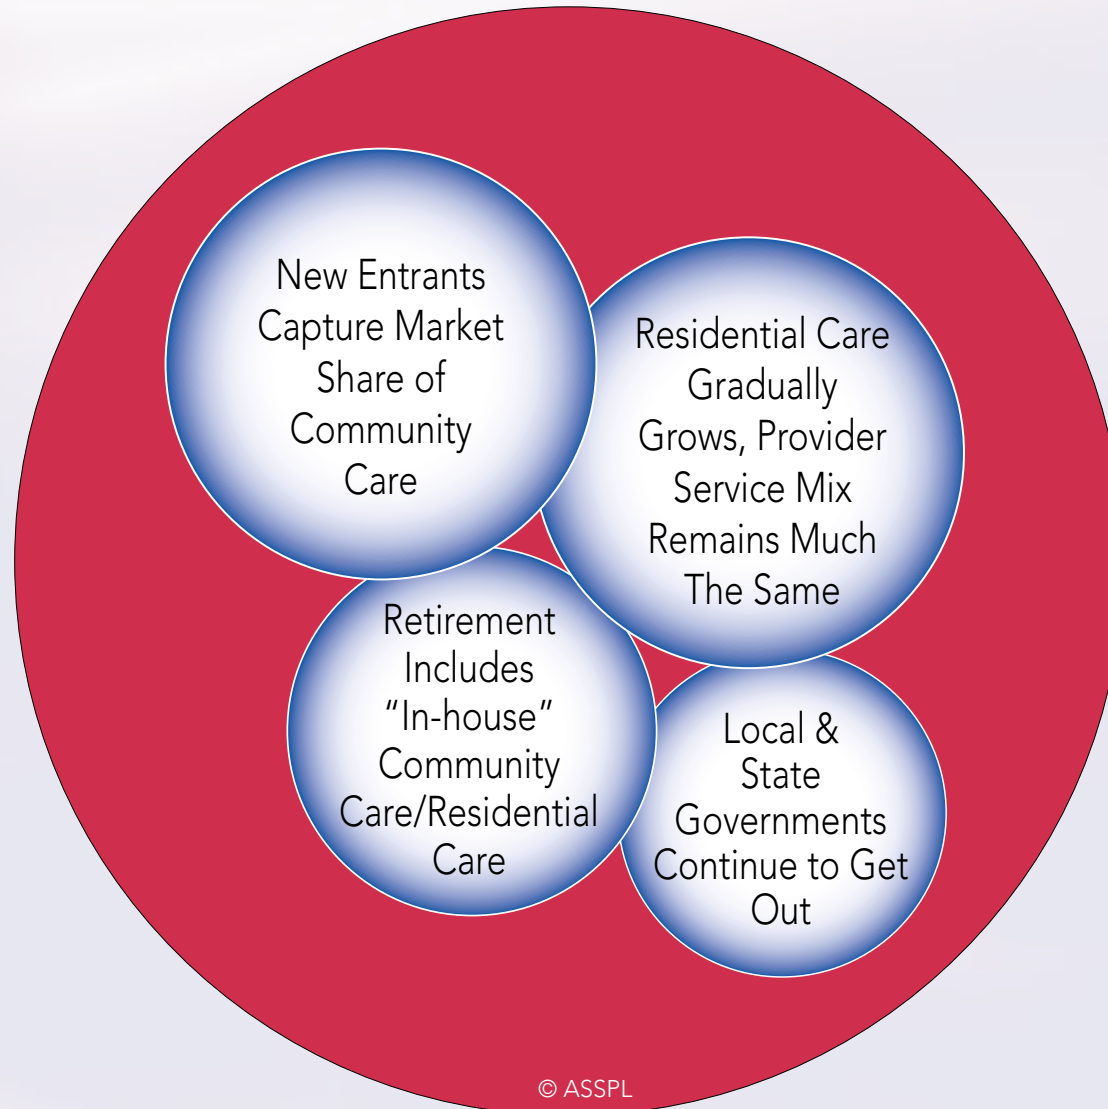 New Entrants
Capture Market
Share of
Community
Care
Residential Care
Gradually
Grows, Provider
Service Mix
Remains Much
The Same
Retirement
Includes
“In-house”
Community
Care/Residential
Care
Local &
State
Governments
Continue to Get
Out
© ASSPL